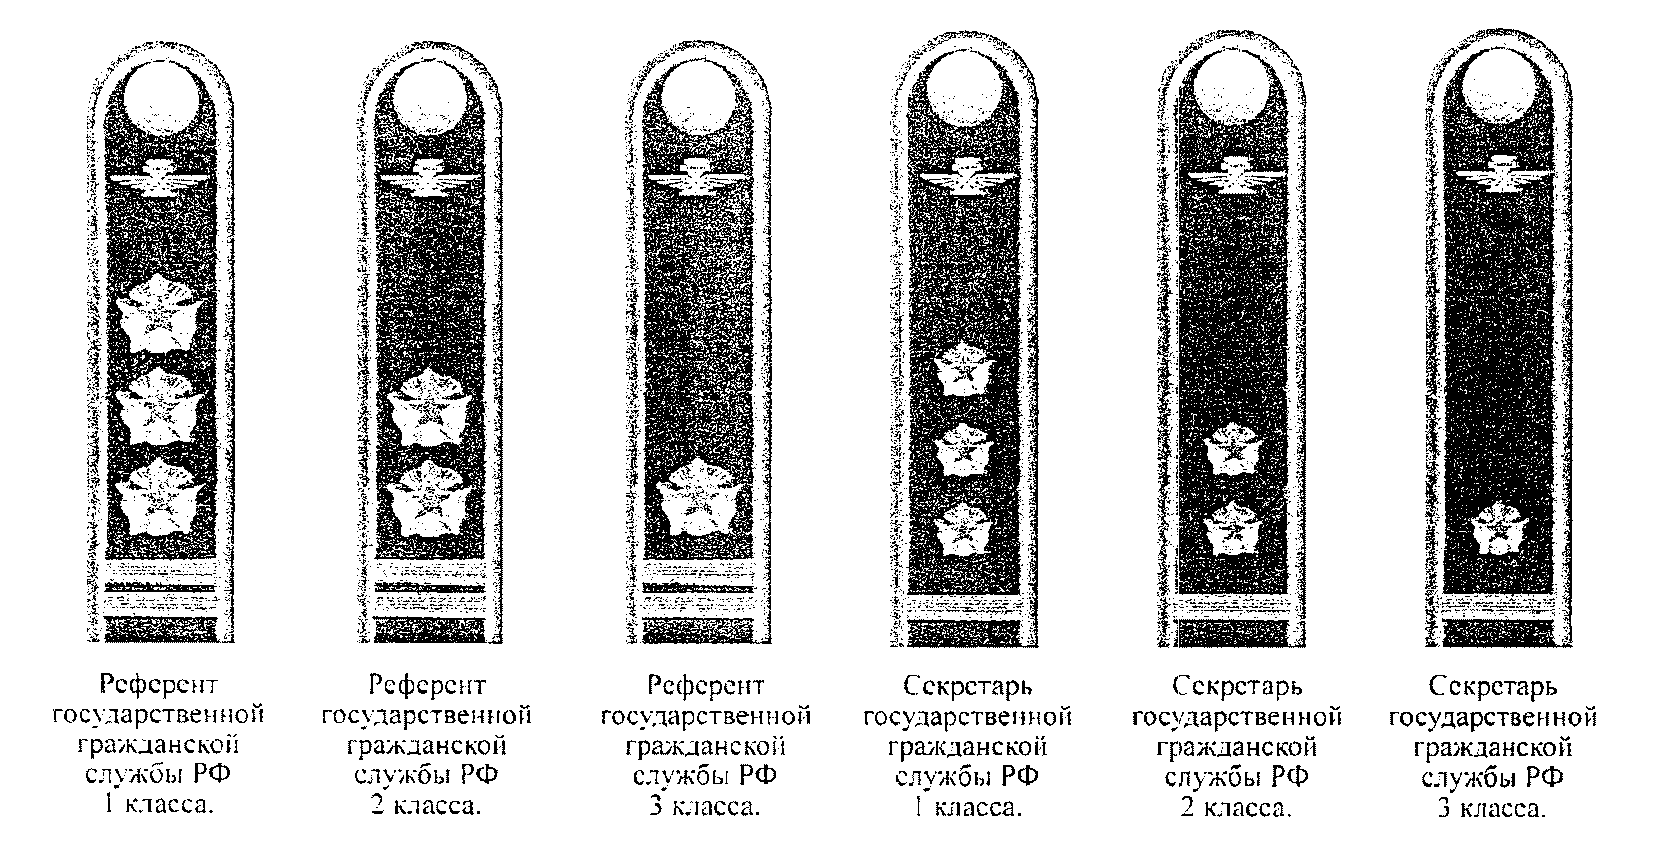 Референт
государственной
гражданской
службы РФ
1 класса.
Референт
государственной
гражданской
службы РФ
2 класса.
Референт
государственной
гражданской
службы РФ
3 класса.
Секретарь
государственной
гражданской
службы РФ
1 класса.
Секретарь
государственной
гражданской
службы РФ
2 класса.
Секретарь
государственной
гражданской
службы РФ
3 класса.